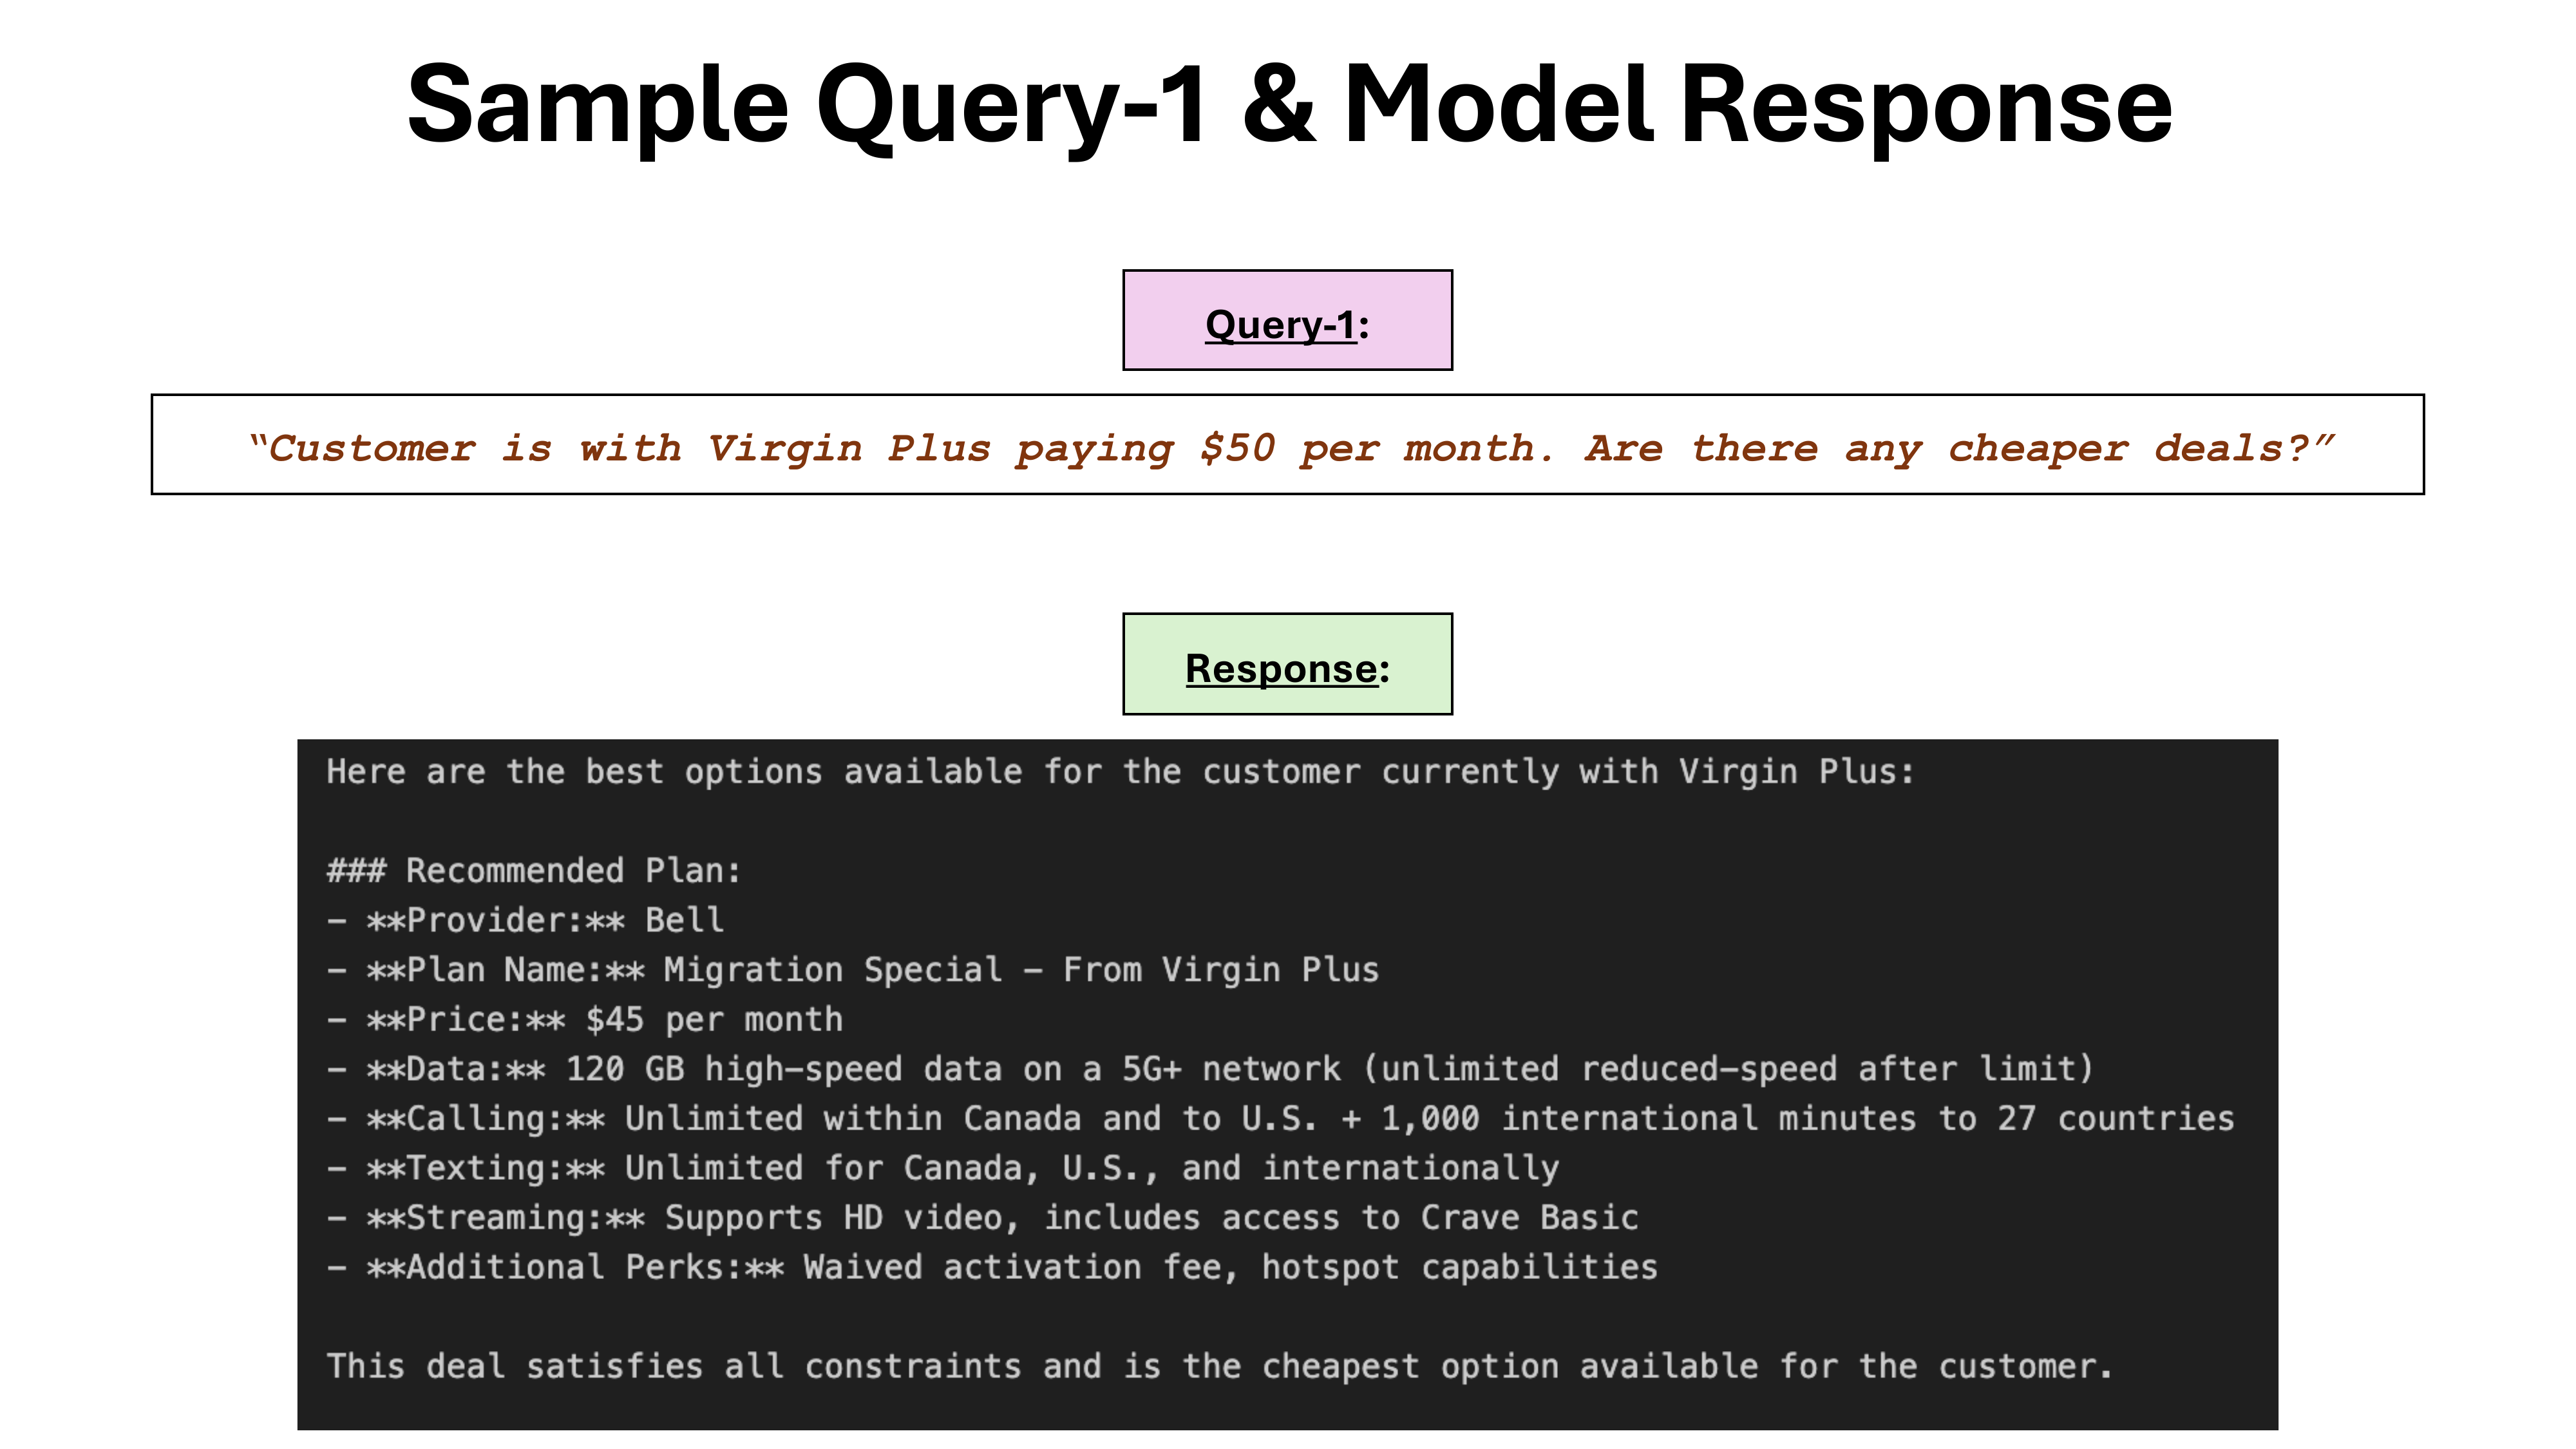 Sample Query-1 & Model Response
Query-1:
“Customer is with Virgin Plus paying $50 per month. Are there any cheaper deals?”
Response:
Here are the best options available for the customer currently with Virgin Plus:
### Recommended Plan:
- **Provider:** Bell
- **Plan Name:** Migration Special - From Virgin Plus
- **Price:** $45 per month
- **Data:** 120 GB high-speed data on a 5G+ network (unlimited reduced-speed after limit)
- **Calling:** Unlimited within Canada and to U.S. + 1,000 international minutes to 27 countries
- **Texting:** Unlimited for Canada, U.S., and internationally
- **Streaming:** Supports HD video, includes access to Crave Basic
- **Additional Perks:** Waived activation fee, hotspot capabilities
This deal satisfies all constraints and is the cheapest option available for the customer.